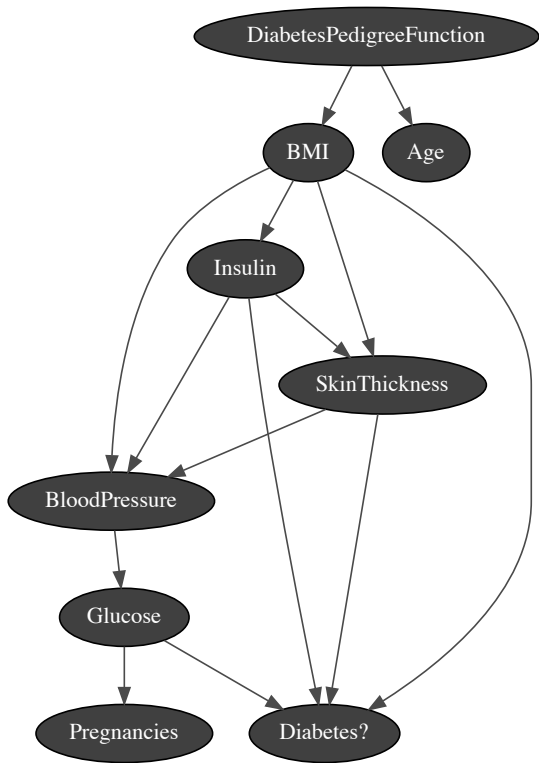 DiabetesPedigreeFunction
BMI
Age
Insulin
SkinThickness
BloodPressure
Glucose
Pregnancies
Diabetes?